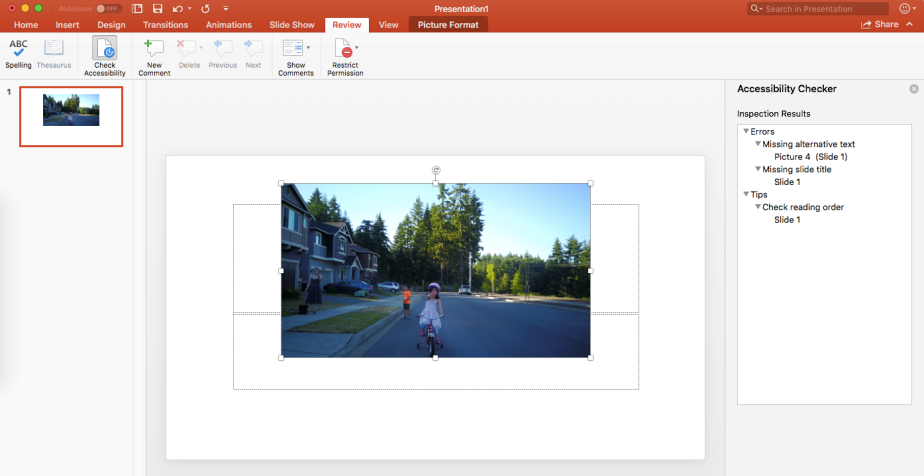 AutoSave OFF
Presentation1
Search in Presentation
Home Insert Design Transitions Animations Slide Show Review View Picture Format
Share
ABC
Spelling
Thesaurus
Check
Accessibility
New
Comment
Delete
Previous
Next
Show
Comments
Restrict
Permission
1
Accessibility Checker
Inspection Results
Errors
Missing alternative text
Picture 4 (Slide 1)
Missing slide title
Slide 1
Tips
Check reading order
Slide 1